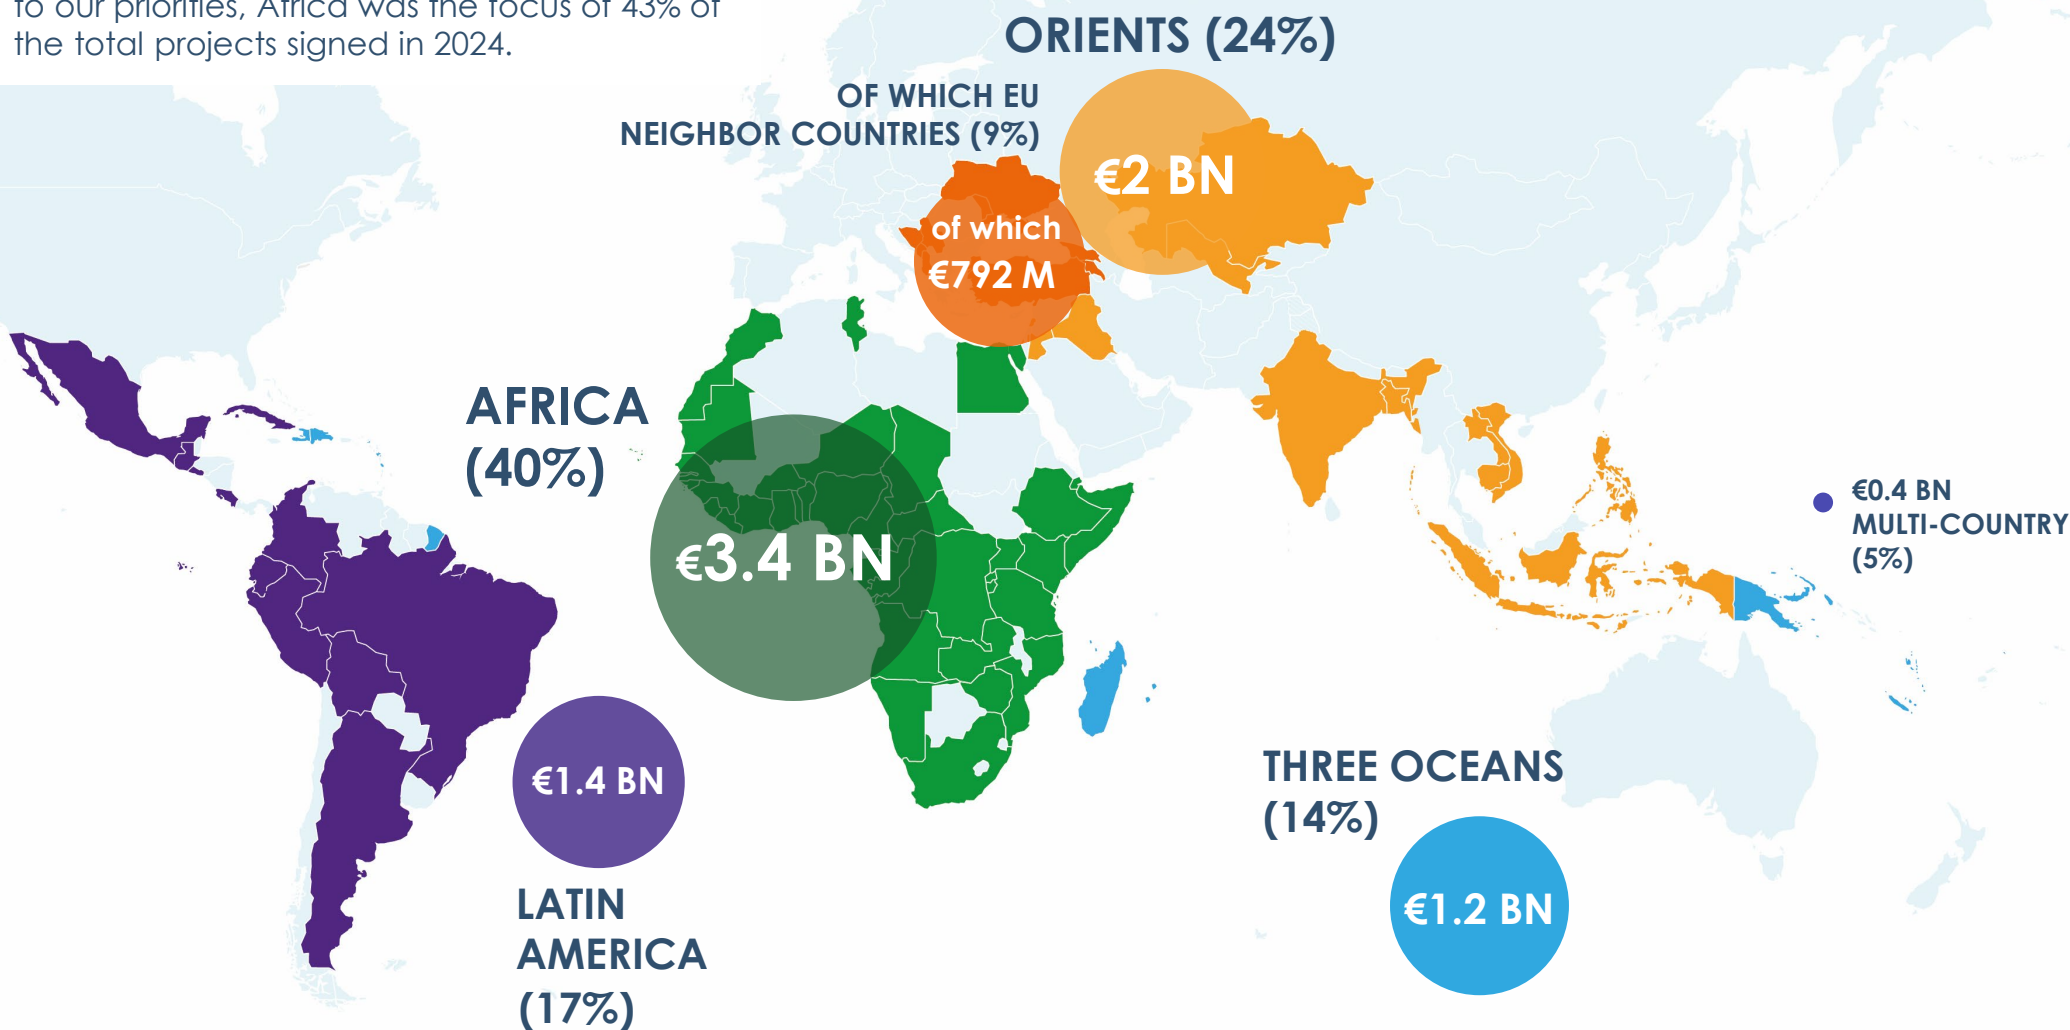 to our priorities, Africa was the focus of 43% of
the total projects signed in 2024.
ORIENTS (24%)
OF WHICH EU
NEIGHBOR COUNTRIES (9%)
€2 BN
of which
€792 M
AFRICA
(40%)
€3.4 BN
€0.4 BN
MULTI-COUNTRY
(5%)
€1.4 BN
LATIN
AMERICA
(17%)
THREE OCEANS
(14%)
€1.2 BN